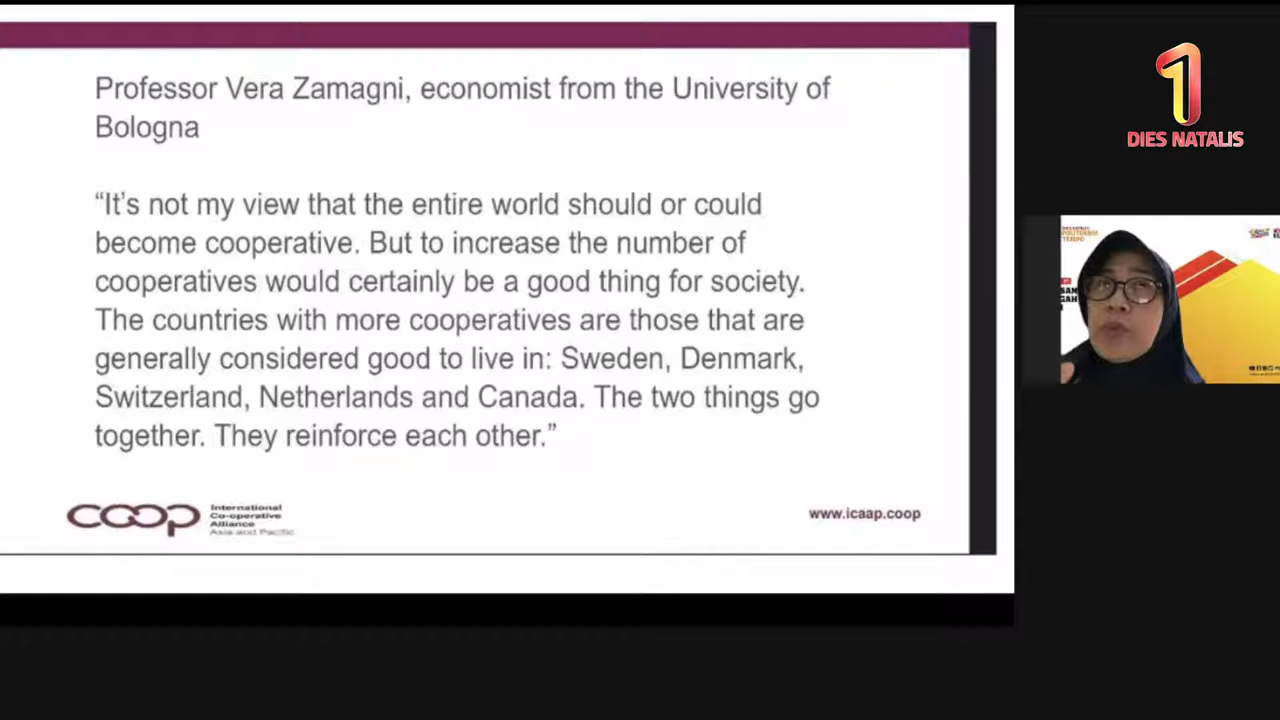 Professor Vera Zamagni, economist from the University of
Bologna
“It’s not my view that the entire world should or could
become cooperative. But to increase the number of
cooperatives would certainly be a good thing for society.
The countries with more cooperatives are those that are
generally considered good to live in: Sweden, Denmark,
Switzerland, Netherlands and Canada. The two things go
together. They reinforce each other.”
coop
International
Co-operative
Alliance
Asia and Pacific
www.icaap.coop
1
DIES NATALIS
POLITEKNIK
TEMPO